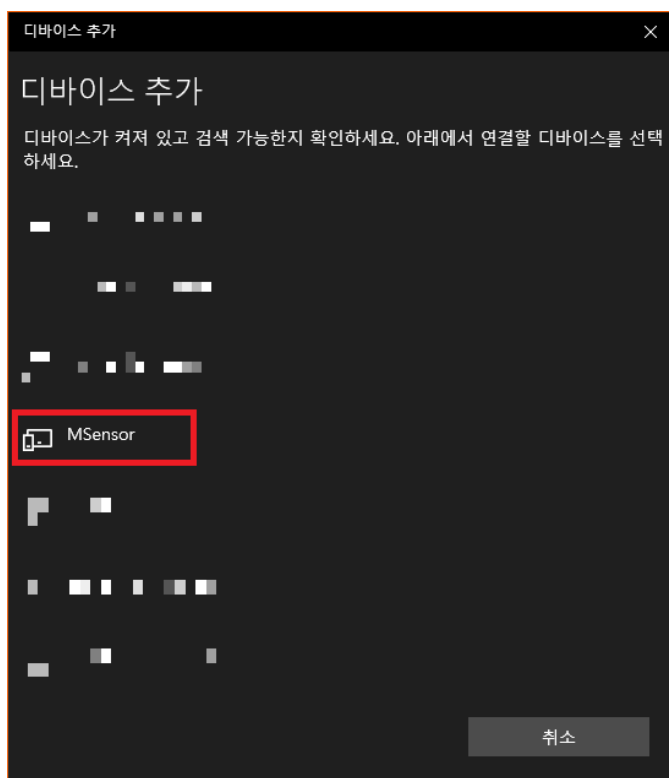 디바이스 추가
디바이스 추가
디바이스가 켜져 있고 검색 가능한지 확인하세요. 아래에서 연결할 디바이스를 선택
하세요.
MSensor
취소